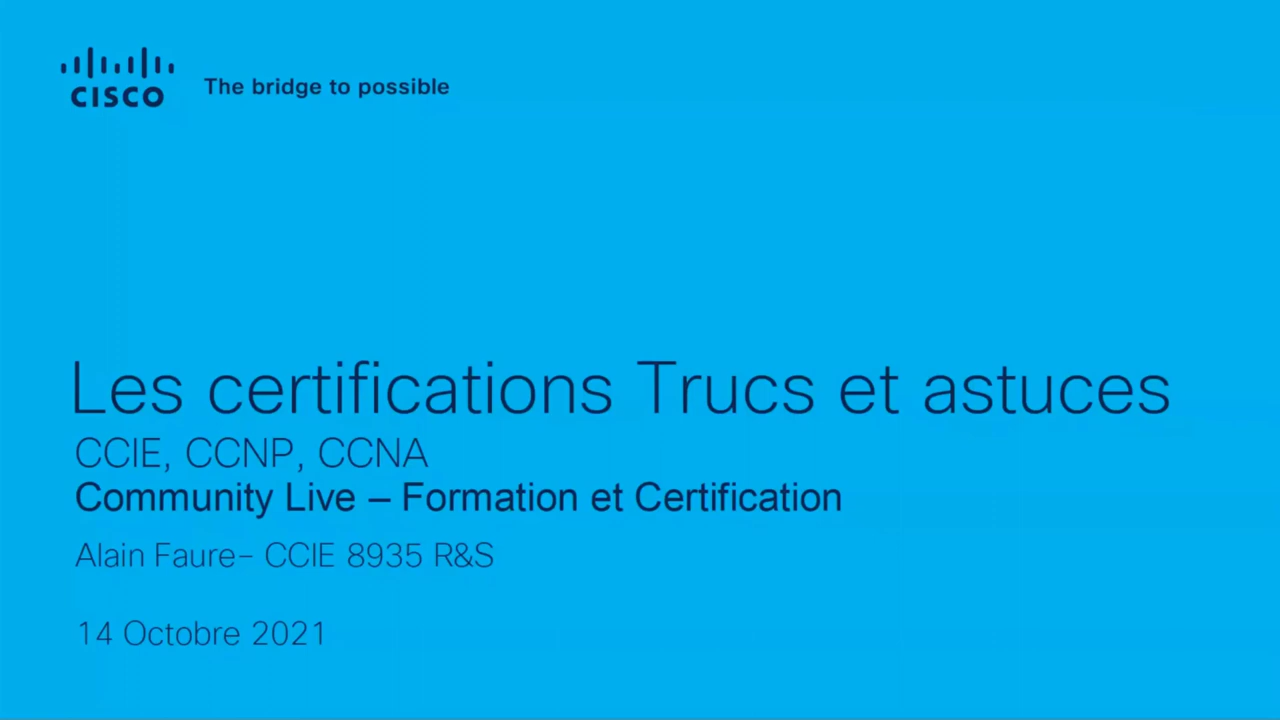 CISCO
The bridge to possible
Les certifications Trucs et astuces
CCIE, CCNP, CCNA
Community Live – Formation et Certification
Alain Faure– CCIE 8935 R&S
14 Octobre 2021